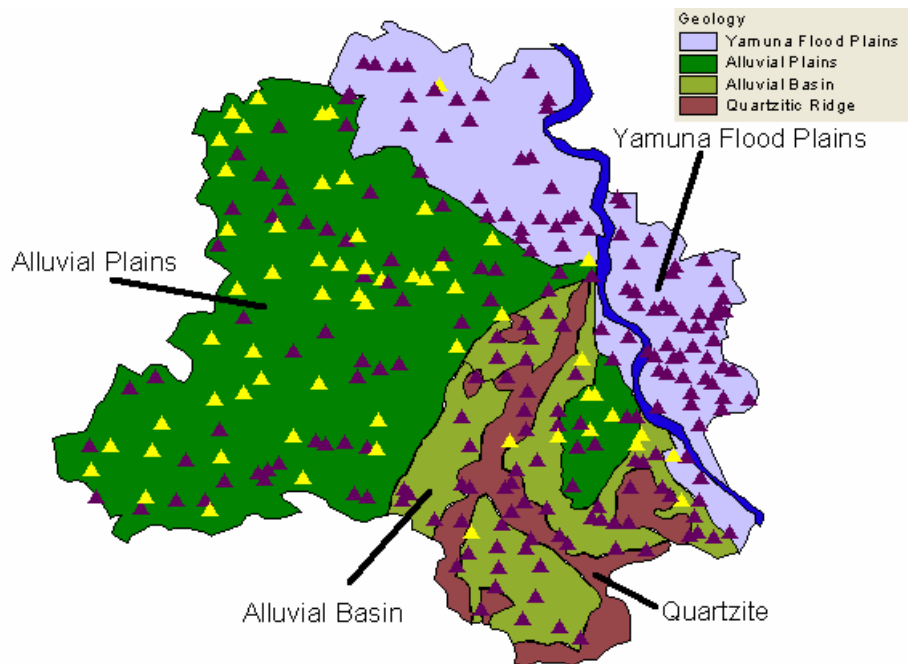 Geology
Yamuna Flood Plains
Alluvial Plains
Alluvial Basin
Quartzitic Ridge
Yamuna Flood Plains
Alluvial Plains
Alluvial Basin
Quartzite